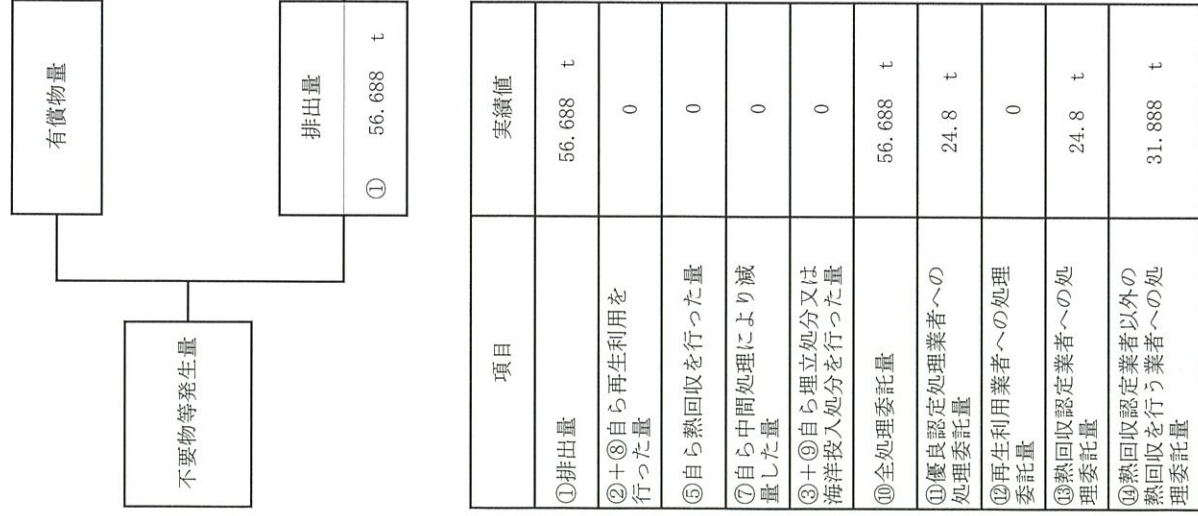 不要物等発生量
有償物量
排出量
① 56.688 t
項目 実績値
①排出量 56.688 t
②+⑧自ら再生利用を
行った量 0
⑤自ら熱回収を行った量 0
⑦自ら中間処理により減
量した量 0
③+⑨自ら埋立処分又は
海洋投入処分を行った量 0
⑩全処理委託量 56.688 t
⑪優良認定処理業者への
処理委託量 24.8 t
⑫再生利用業者への処理
委託量 0
⑬熱回収認定業者への処
理委託量 24.8 t
⑭熱回収認定業者以外の
熱回収を行う業者への処
理委託量 31.888 t